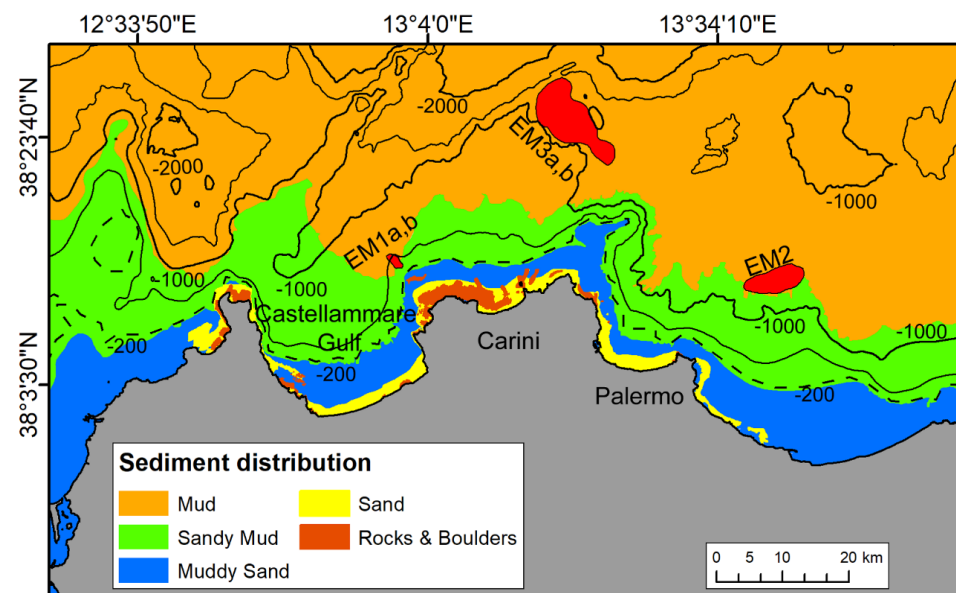 12°33'50"E 13°4'0"E 13°34'10"E
38°23'40"N
38°3'30"N
-2000
-2000
EM3a,b
-1000
EM1a,b
EM2
-1000
-1000
-1000
-1000
Castellammare
Gulf
Carini
-200
-200
-200
Palermo
Sediment distribution
Mud
Sandy Mud
Muddy Sand
Sand
Rocks & Boulders
0 5 10 20 km